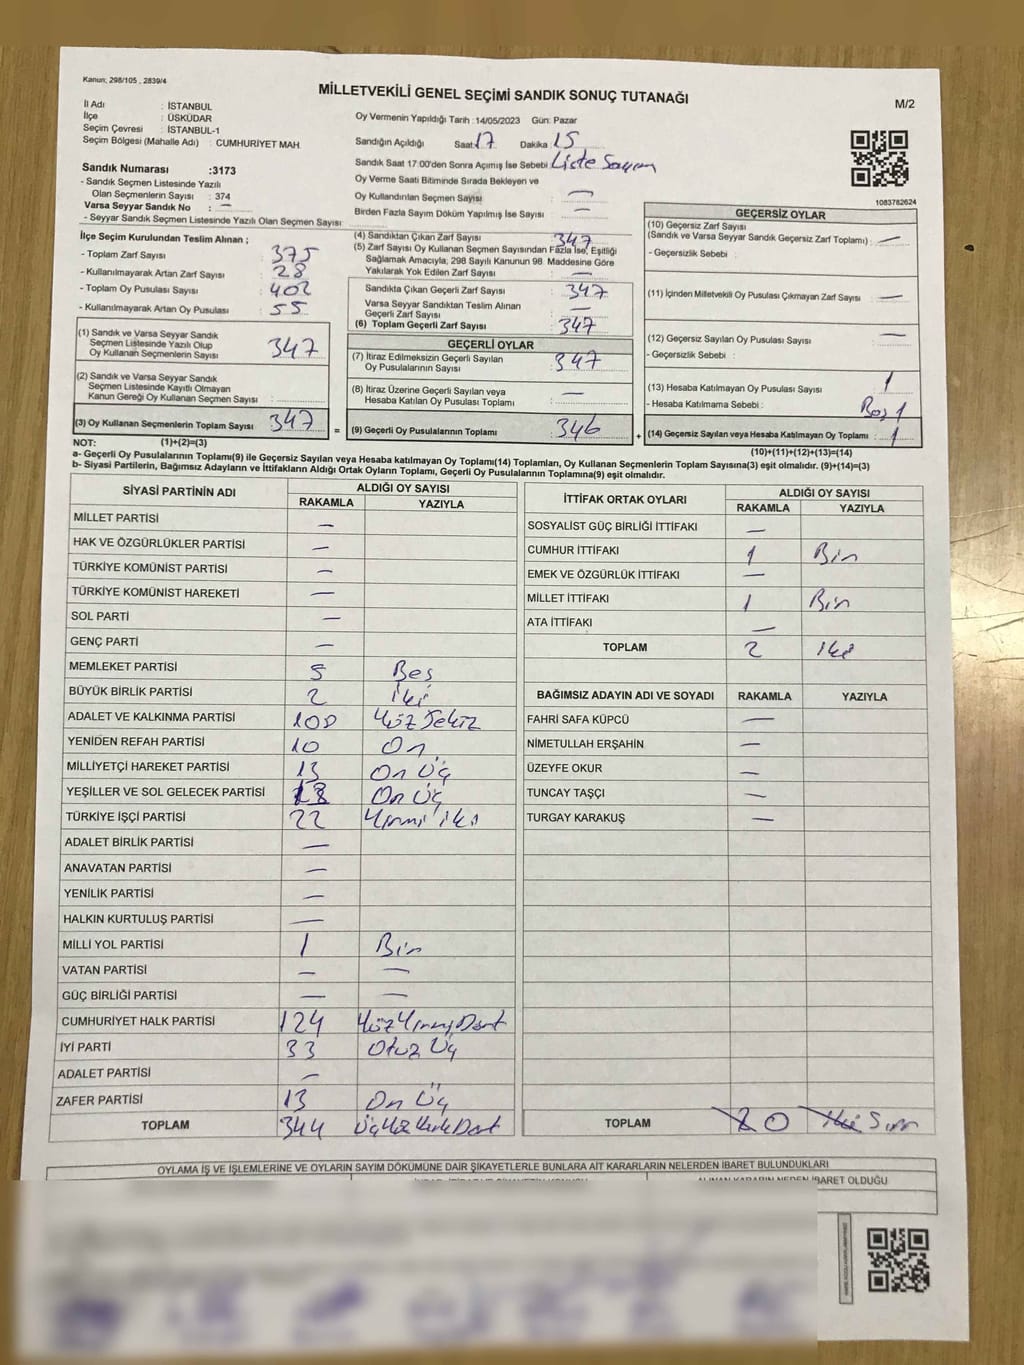 Kanun; 298/105 , 2839/4
MİLLETVEKİLİ GENEL SEÇİMİ SANDIK SONUÇ TUTANAĞI
M/2
İl Adı : İSTANBUL
İlçe : ÜSKÜDAR
Seçim Çevresi : İSTANBUL-1
Seçim Bölgesi (Mahalle Adı) : CUMHURİYET MAH.
Sandık Numarası :3173
- Sandık Seçmen Listesinde Yazılı
Olan Seçmenlerin Sayısı : 374
Varsa Seyyar Sandık No : —
- Seyyar Sandık Seçmen Listesinde Yazılı Olan Seçmen Sayısı :
Oy Vermenin Yapıldığı Tarih :14/05/2023 Gün: Pazar
Sandığın Açıldığı Saat:17 Dakika :15
Sandık Saat 17:00'den Sonra Açılmış İse Sebebi : Liste Sayım
Oy Verme Saati Bitiminde Sırada Bekleyen ve
Oy Kullandırılan Seçmen Sayısı : —
Birden Fazla Sayım Döküm Yapılmış İse Sayısı : —
1083782624
İlçe Seçim Kurulundan Teslim Alınan ;
- Toplam Zarf Sayısı : 375
- Kullanılmayarak Artan Zarf Sayısı : 28
- Toplam Oy Pusulası Sayısı : 402
- Kullanılmayarak Artan Oy Pusulası : 55
(1) Sandık ve Varsa Seyyar Sandık
Seçmen Listesinde Yazılı Olup
Oy Kullanan Seçmenlerin Sayısı : 347
(2) Sandık ve Varsa Seyyar Sandık
Seçmen Listesinde Kayıtlı Olmayan
Kanun Gereği Oy Kullanan Seçmen Sayısı :
(3) Oy Kullanan Seçmenlerin Toplam Sayısı : 347
(4) Sandıktan Çıkan Zarf Sayısı : 347
(5) Zarf Sayısı Oy Kullanan Seçmen Sayısından Fazla İse, Eşitliği
Sağlamak Amacıyla, 298 Sayılı Kanunun 98. Maddesine Göre
Yakılarak Yok Edilen Zarf Sayısı : —
Sandıkta Çıkan Geçerli Zarf Sayısı : 347
Varsa Seyyar Sandıktan Teslim Alınan
Geçerli Zarf Sayısı : —
(6) Toplam Geçerli Zarf Sayısı : 347
GEÇERLİ OYLAR
(7) İtiraz Edilmeksizin Geçerli Sayılan
Oy Pusulalarının Sayısı : 347
(8) İtiraz Üzerine Geçerli Sayılan veya
Hesaba Katılan Oy Pusulası Toplamı : —
= (9) Geçerli Oy Pusulalarının Toplamı : 346
GEÇERSİZ OYLAR
(10) Geçersiz Zarf Sayısı
(Sandık ve Varsa Seyyar Sandık Geçersiz Zarf Toplamı) : —
- Geçersizlik Sebebi :
(11) İçinden Milletvekili Oy Pusulası Çıkmayan Zarf Sayısı : —
(12) Geçersiz Sayılan Oy Pusulası Sayısı : —
- Geçersizlik Sebebi :
(13) Hesaba Katılmayan Oy Pusulası Sayısı : 1
- Hesaba Katılmama Sebebi : Boş 1
+ (14) Geçersiz Sayılan veya Hesaba Katılmayan Oy Toplamı : 1
NOT: (1)+(2)=(3)
(10)+(11)+(12)+(13)=(14)
a- Geçerli Oy Pusulalarının Toplamı(9) ile Geçersiz Sayılan veya Hesaba katılmayan Oy Toplamı(14) Toplamları, Oy Kullanan Seçmenlerin Toplam Sayısına(3) eşit olmalıdır. (9)+(14)=(3)
b- Siyasi Partilerin, Bağımsız Adayların ve İttifakların Aldığı Ortak Oyların Toplamı, Geçerli Oy Pusulalarının Toplamına(9) eşit olmalıdır.
SİYASİ PARTİNİN ADI ALDIĞI OY SAYISI
RAKAMLA YAZIYLA
MİLLET PARTİSİ —
HAK VE ÖZGÜRLÜKLER PARTİSİ —
TÜRKİYE KOMÜNİST PARTİSİ —
TÜRKİYE KOMÜNİST HAREKETİ —
SOL PARTİ —
GENÇ PARTİ —
MEMLEKET PARTİSİ 5 Beş
BÜYÜK BİRLİK PARTİSİ 2 iki
ADALET VE KALKINMA PARTİSİ 108 Yüz Sekiz
YENİDEN REFAH PARTİSİ 10 On
MİLLİYETÇİ HAREKET PARTİSİ 13 On Üç
YEŞİLLER VE SOL GELECEK PARTİSİ 13 On Üç
TÜRKİYE İŞÇİ PARTİSİ 22 Yirmi iki
ADALET BİRLİK PARTİSİ —
ANAVATAN PARTİSİ —
YENİLİK PARTİSİ —
HALKIN KURTULUŞ PARTİSİ —
MİLLİ YOL PARTİSİ 1 Bir
VATAN PARTİSİ — —
GÜÇ BİRLİĞİ PARTİSİ — —
CUMHURİYET HALK PARTİSİ 124 Yüz Yirmi Dört
İYİ PARTİ 33 Otuz Üç
ADALET PARTİSİ —
ZAFER PARTİSİ 13 On Üç
TOPLAM 344 Üç Yüz Kırk Dört
İTTİFAK ORTAK OYLARI ALDIĞI OY SAYISI
RAKAMLA YAZIYLA
SOSYALİST GÜÇ BİRLİĞİ İTTİFAKI —
CUMHUR İTTİFAKI 1 Bir
EMEK VE ÖZGÜRLÜK İTTİFAKI —
MİLLET İTTİFAKI 1 Bir
ATA İTTİFAKI —
TOPLAM 2 iki
BAĞIMSIZ ADAYIN ADI VE SOYADI RAKAMLA YAZIYLA
FAHRİ SAFA KÜPCÜ —
NİMETULLAH ERŞAHİN —
ÜZEYFE OKUR —
TUNCAY TAŞÇI —
TURGAY KARAKUŞ —
TOPLAM 2 0 iki Sıfır
OYLAMA İŞ VE İŞLEMLERİNE VE OYLARIN SAYIM DÖKÜMÜNE DAİR ŞİKAYETLERLE BUNLARA AİT KARARLARIN NELERDEN İBARET BULUNDUKLARI
ALINAN KARARIN NEDEN İBARET OLDUĞU